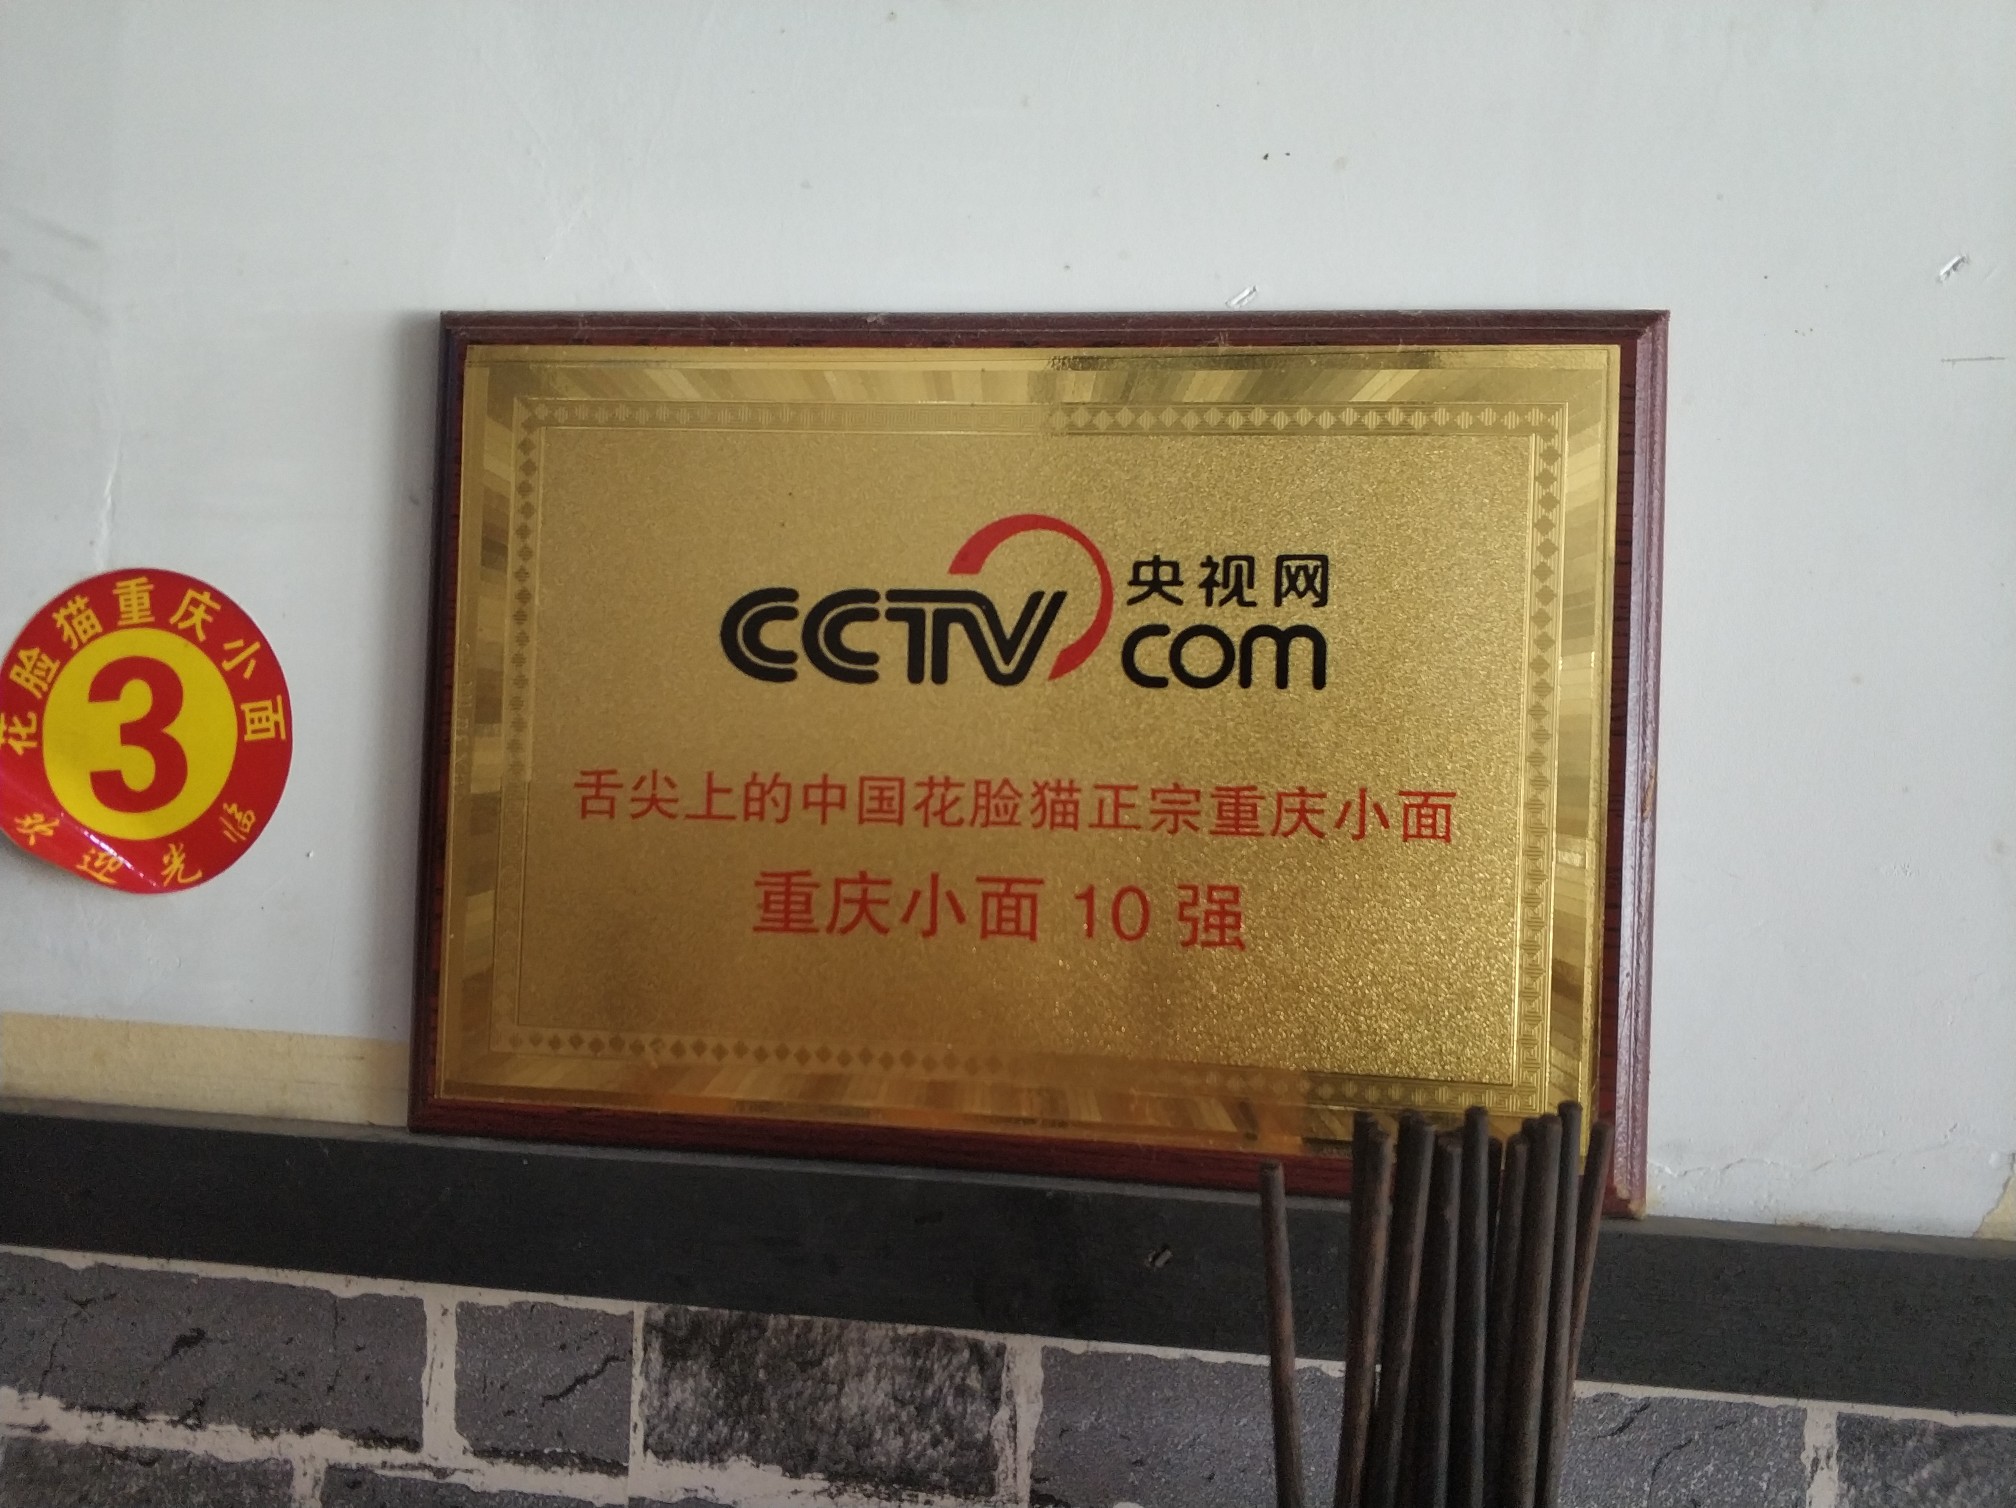 花脸猫重庆小面
3
欢迎光临
CCTV
央视网
com
舌尖上的中国花脸猫正宗重庆小面
重庆小面 10 强